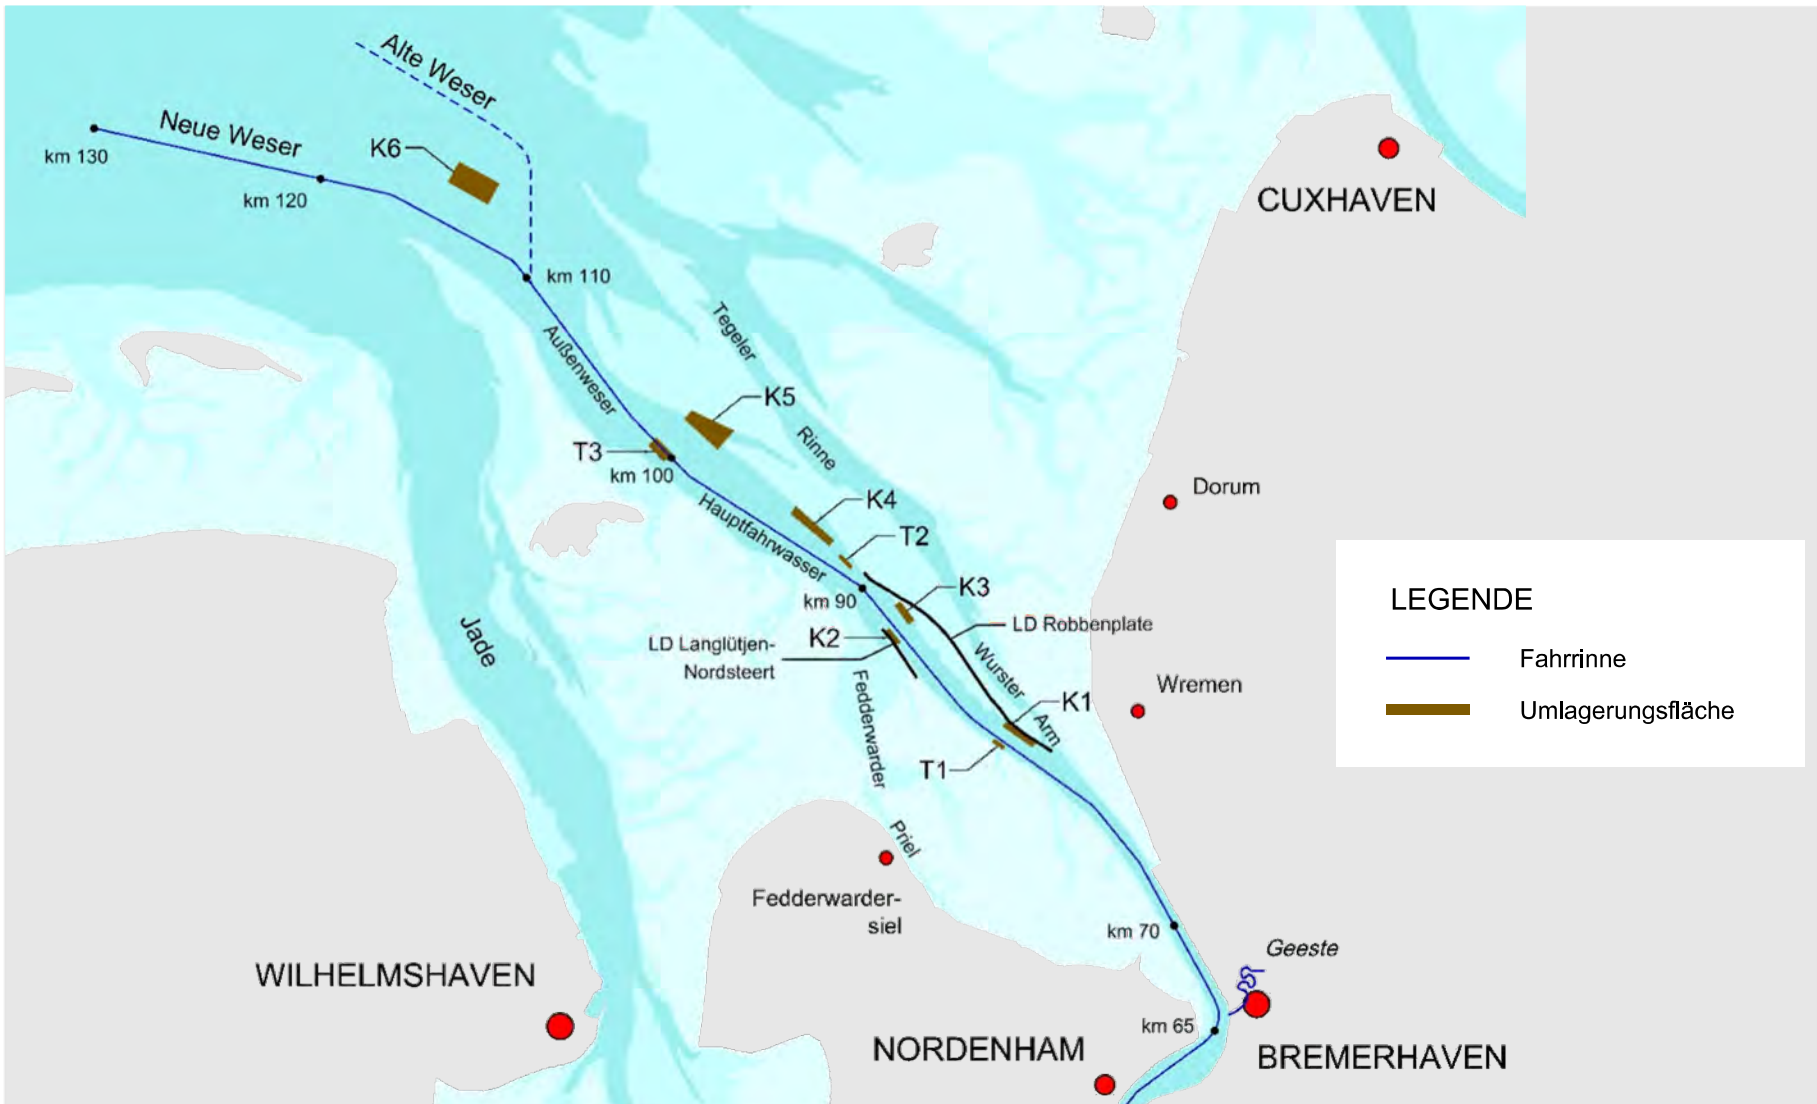 Alte Weser
Neue Weser
K6
km 130
km 120
CUXHAVEN
km 110
Tegeler
Außenweser
K5
Rinne
T3
km 100
Dorum
K4
Hauptfahrwasser
T2
K3
km 90
LD Robbenplate
K2
LD Langlütjen-
Nordsteert
Jade
Wurster
Arm
K1
Wremen
Fedderwarder
T1
Priel
Fedderwarder-
siel
km 70
Geeste
WILHELMSHAVEN
km 65
NORDENHAM
BREMERHAVEN
LEGENDE
Fahrrinne
Umlagerungsfläche